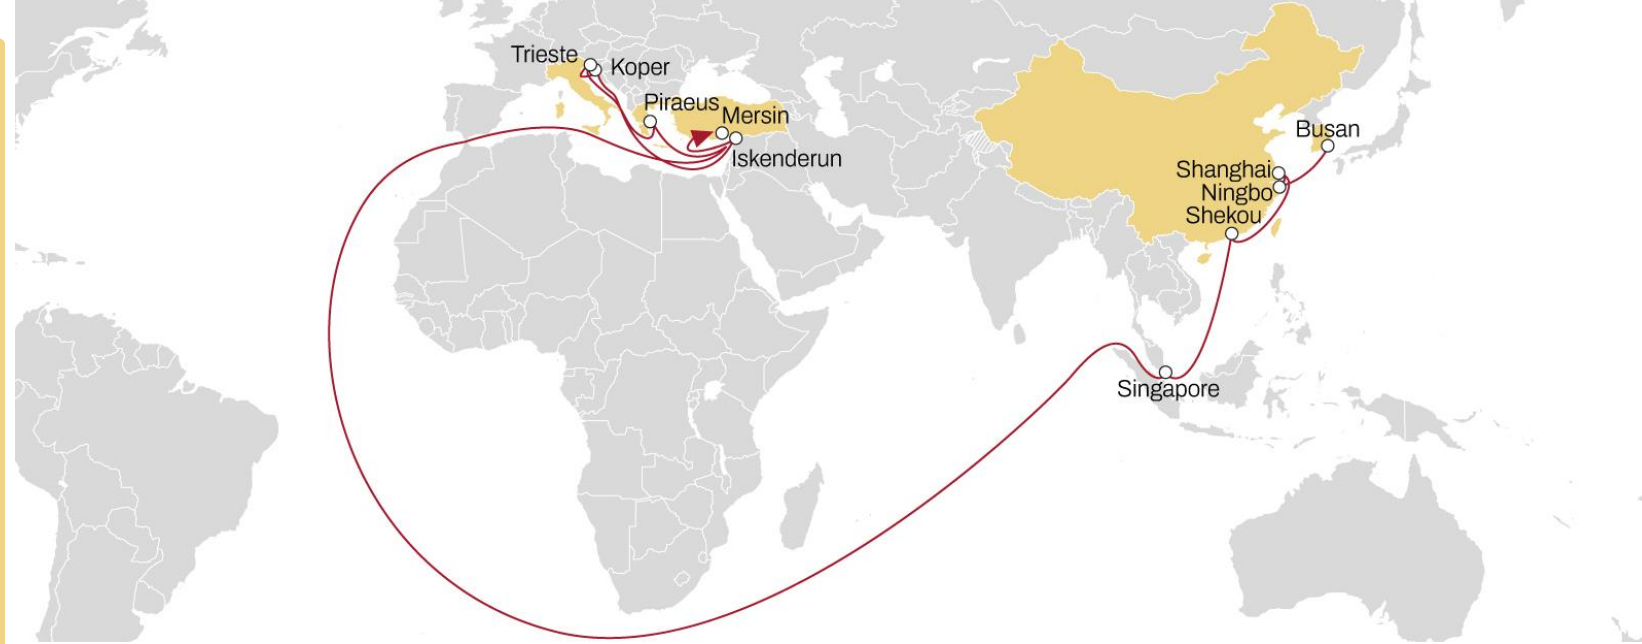 Trieste
Koper
Piraeus
Mersin
Iskenderun
Busan
Shanghai
Ningbo
Shekou
Singapore